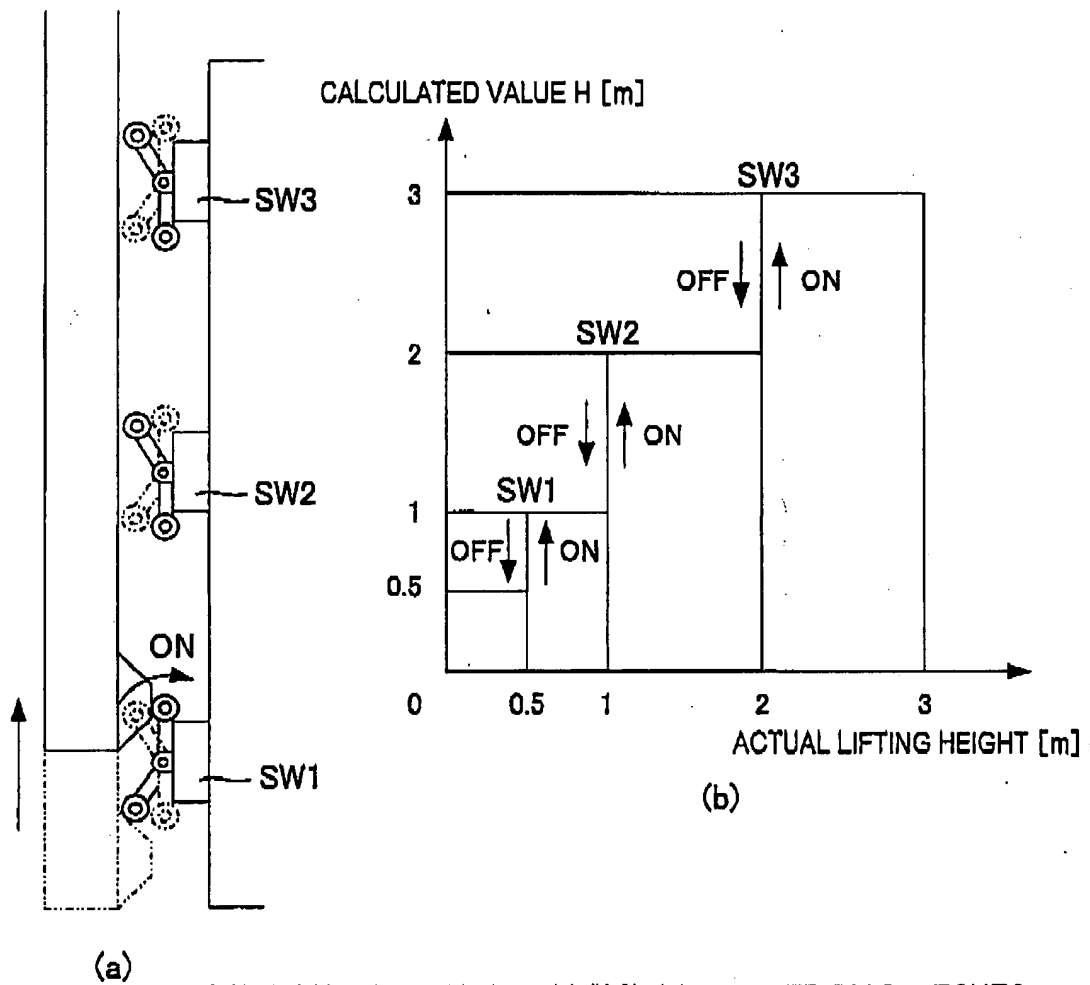 CALCULATED VALUE H [m]
SW3
3
SW3
OFF
ON
SW2
2
OFF
ON
SW2
SW1
1
OFF
ON
0.5
ON
0
0.5
1
2
3
ACTUAL LIFTING HEIGHT [m]
SW1
(b)
(a)